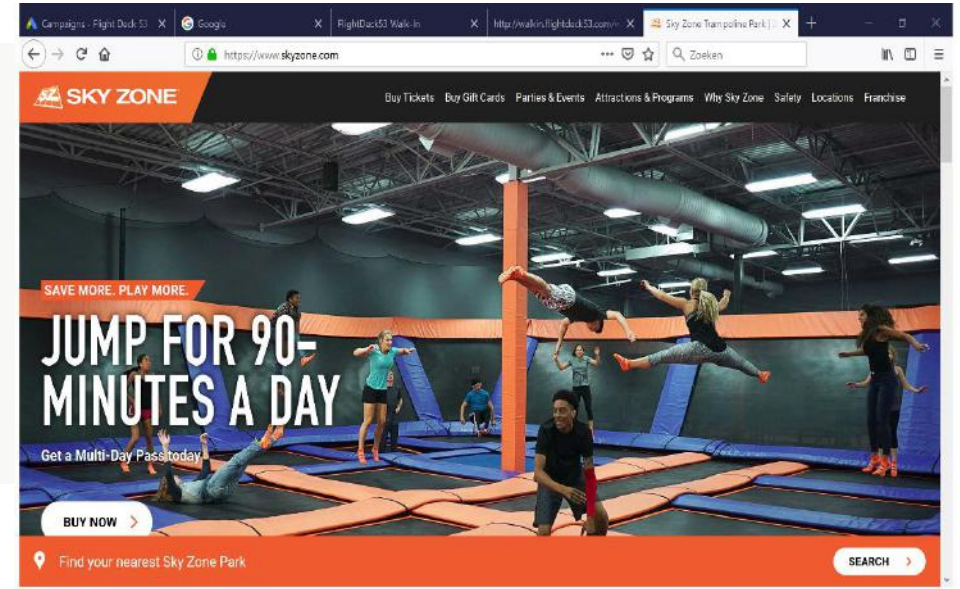 Campaigns - Flight Deck 53
Google
FlightDeck53 Walk-In
http://walkin.flightdeck53.com/
Sky Zone Trampoline Park |
https://www.skyzone.com
Zoeken
SKY ZONE
Buy Tickets Buy Gift Cards Parties & Events Attractions & Programs Why Sky Zone Safety Locations Franchise
SAVE MORE. PLAY MORE.
JUMP FOR 90-
MINUTES A DAY
Get a Multi-Day Pass today
BUY NOW
Find your nearest Sky Zone Park
SEARCH